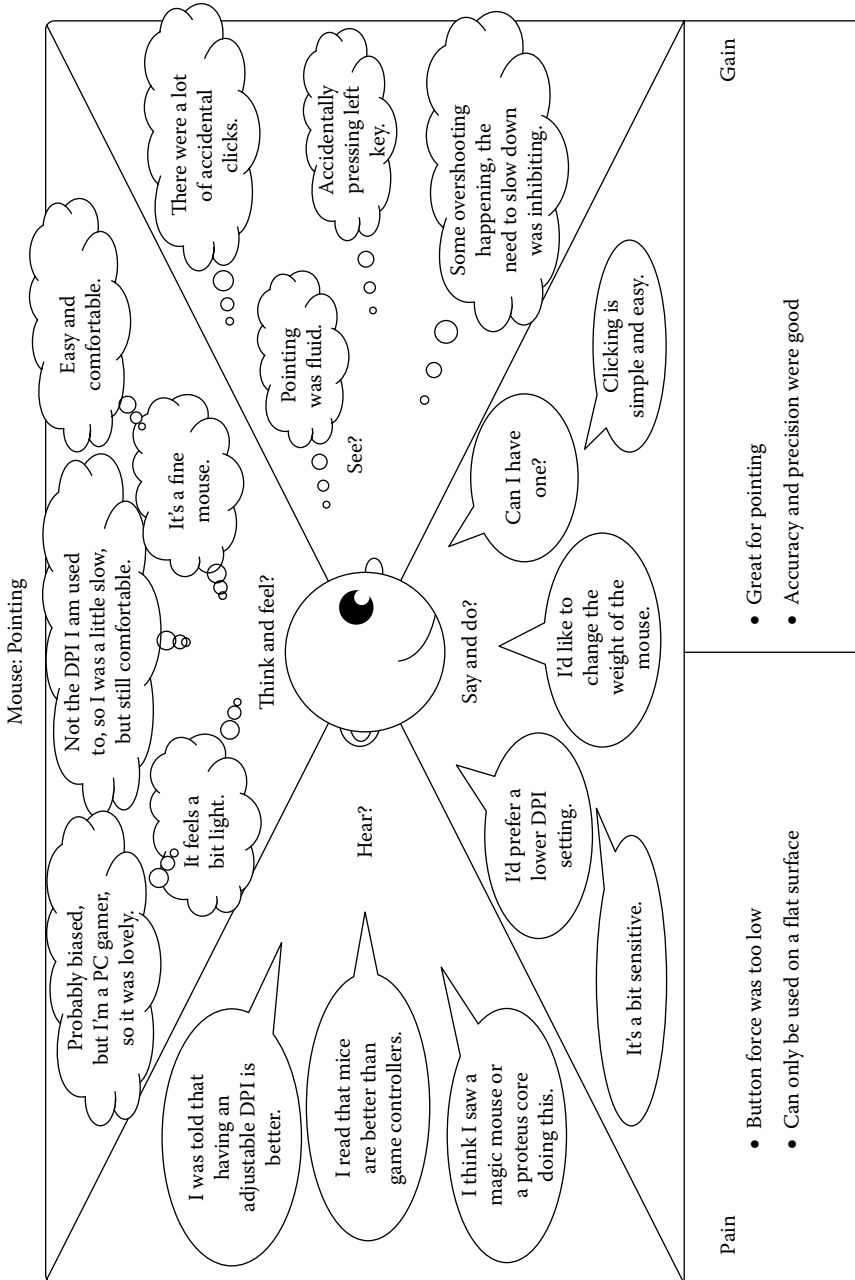 Mouse: Pointing
Probably biased,
but I'm a PC gamer,
so it was lovely.
Not the DPI I am used
to, so I was a little slow,
but still comfortable.
Easy and
comfortable.
It feels a
bit light.
It's a fine
mouse.
Think and feel?
There were a lot
of accidental
clicks.
Pointing
was fluid.
Accidentally
pressing left
key.
See?
Some overshooting
happening, the
need to slow down
was inhibiting.
Hear?
I was told that
having an
adjustable DPI is
better.
I read that mice
are better than
game controllers.
I think I saw a
magic mouse or
a proteus core
doing this.
Say and do?
Can I have
one?
I'd prefer a
lower DPI
setting.
I'd like to
change the
weight of the
mouse.
Clicking is
simple and easy.
It's a bit sensitive.
Pain
• Button force was too low
• Can only be used on a flat surface
Gain
• Great for pointing
• Accuracy and precision were good